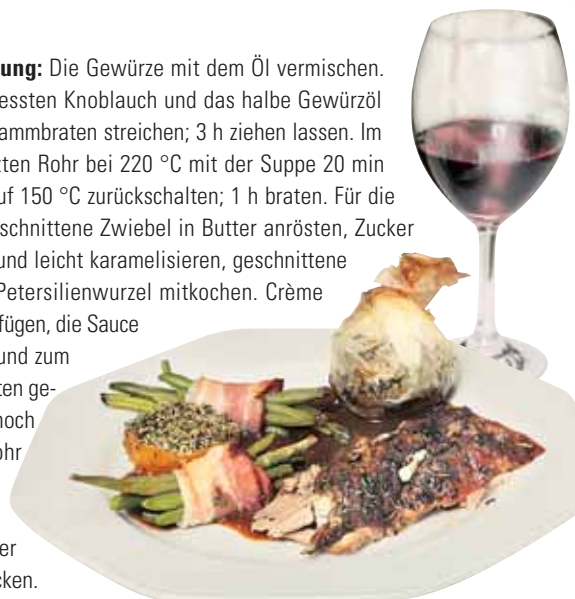 ung: Die Gewürze mit dem Öl vermischen.
essten Knoblauch und das halbe Gewürzöl
ammbraten streichen; 3 h ziehen lassen. Im
ten Rohr bei 220 °C mit der Suppe 20 min
uf 150 °C zurückschalten; 1 h braten. Für die
schnittene Zwiebel in Butter anrösten, Zucker
und leicht karamelisieren, geschnittene
Petersilienwurzel mitkochen. Crème
fügen, die Sauce
und zum
ten ge-
noch
ohr
er
cken.